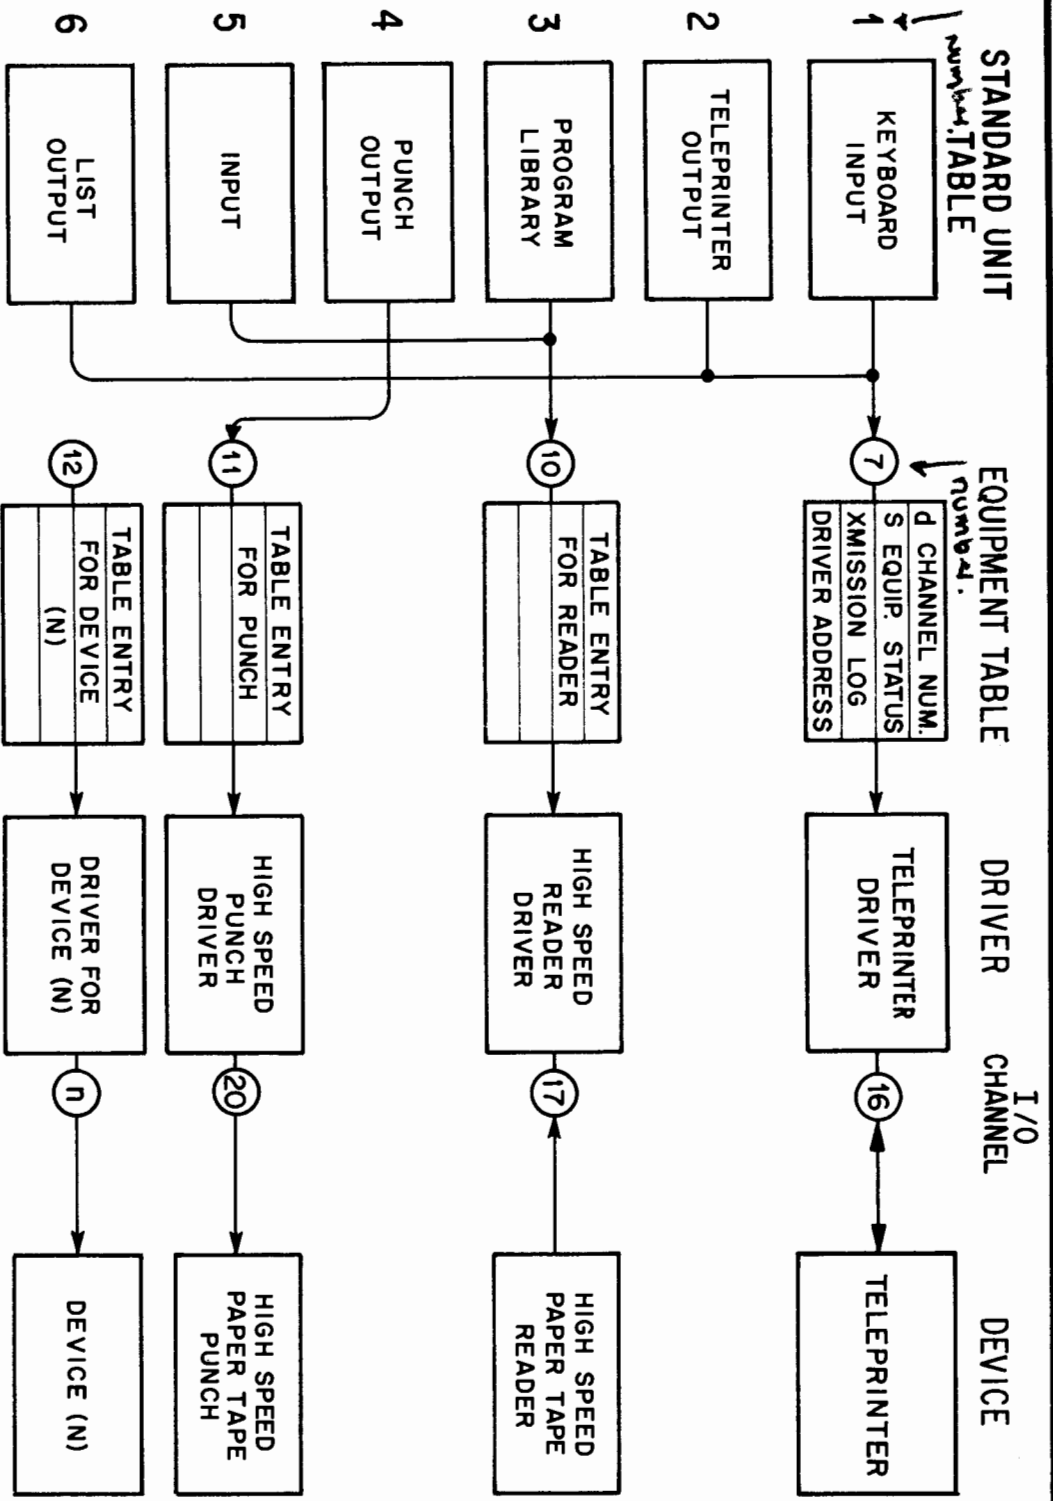 STANDARD UNIT
TABLE
number.
EQUIPMENT TABLE
number.
DRIVER
I/O
CHANNEL
DEVICE
1
KEYBOARD
INPUT
7
d CHANNEL NUM.
S EQUIP. STATUS
XMISSION LOG
DRIVER ADDRESS
TELEPRINTER
DRIVER
16
TELEPRINTER
2
TELEPRINTER
OUTPUT
3
PROGRAM
LIBRARY
10
TABLE ENTRY
FOR READER
HIGH SPEED
READER
DRIVER
17
HIGH SPEED
PAPER TAPE
READER
4
PUNCH
OUTPUT
5
INPUT
11
TABLE ENTRY
FOR PUNCH
HIGH SPEED
PUNCH
DRIVER
20
HIGH SPEED
PAPER TAPE
PUNCH
6
LIST
OUTPUT
12
TABLE ENTRY
FOR DEVICE
(N)
DRIVER FOR
DEVICE (N)
n
DEVICE (N)